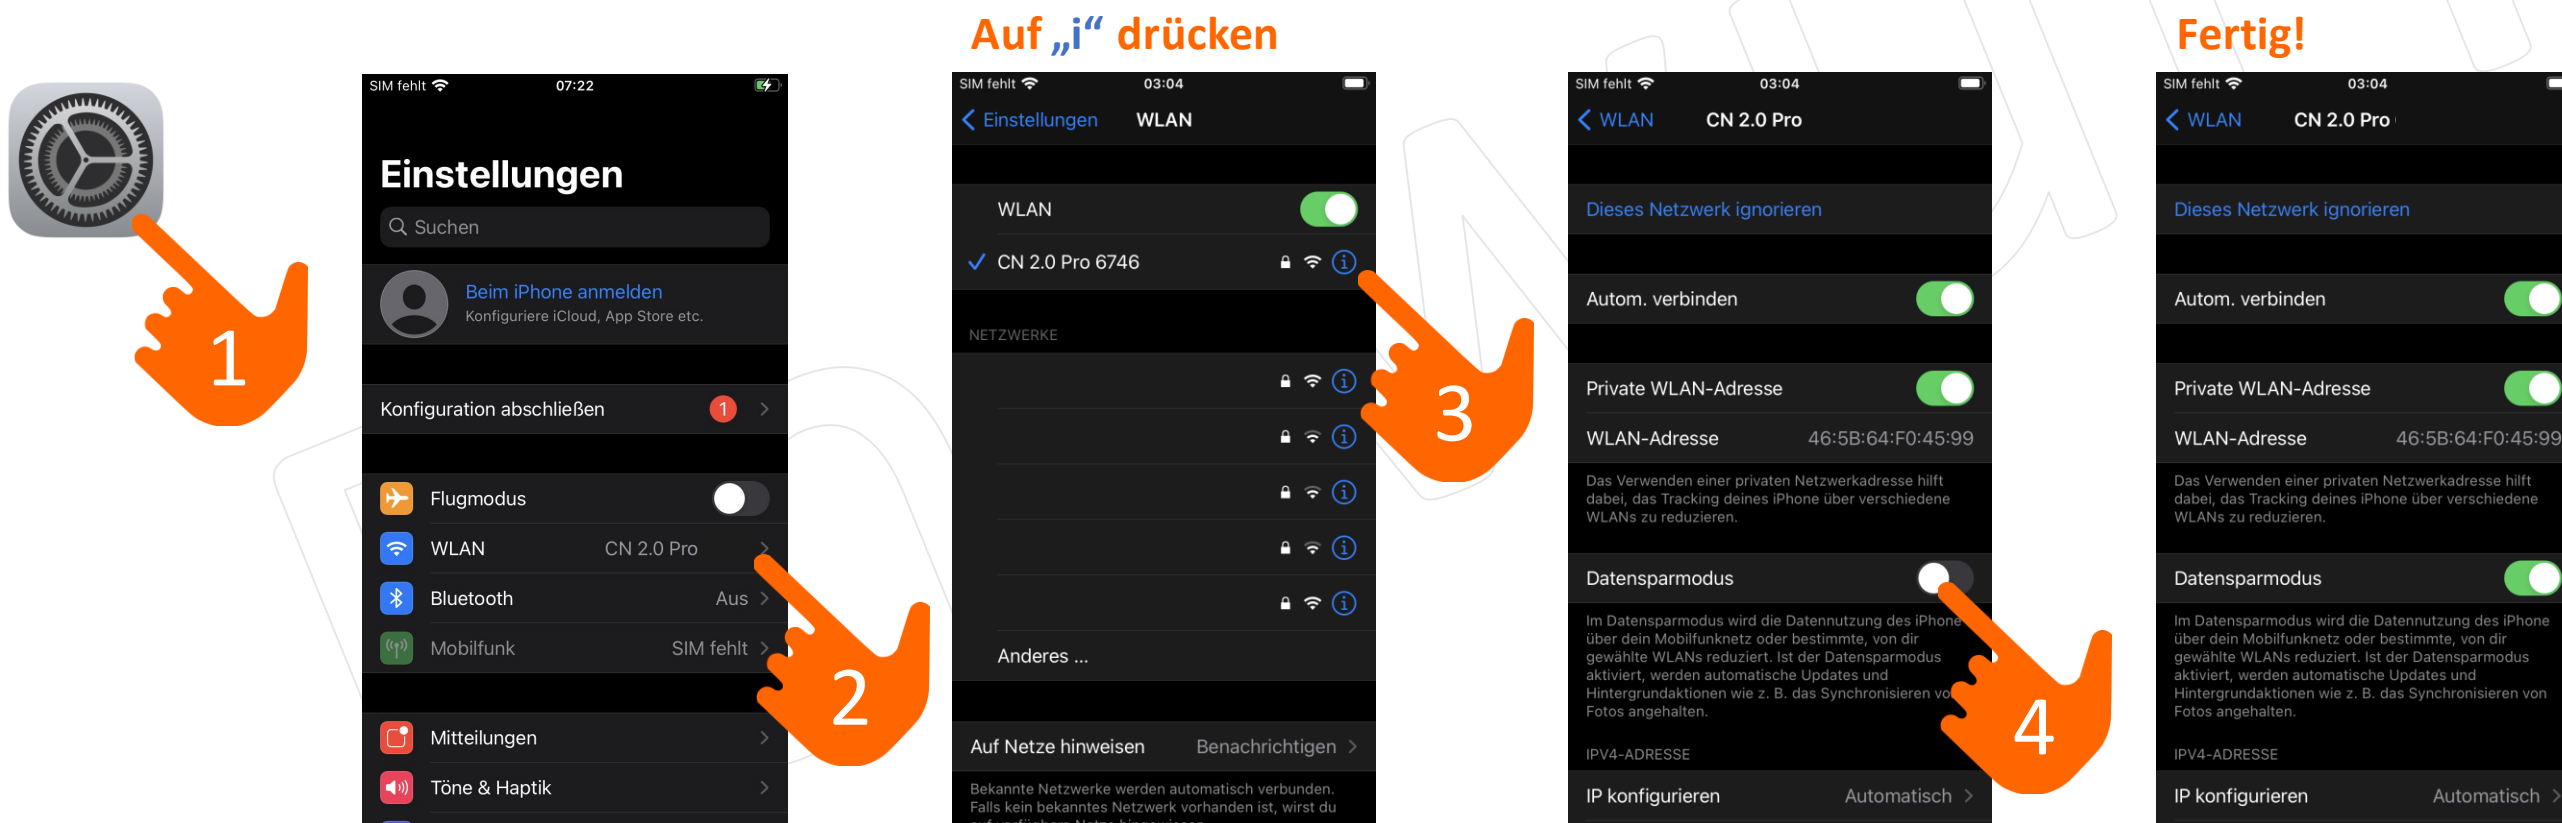 Auf „i“ drücken
Fertig!
1
SIM fehlt 07:22
Einstellungen
Suchen
Beim iPhone anmelden
Konfiguriere iCloud, App Store etc.
Konfiguration abschließen 1
Flugmodus
WLAN CN 2.0 Pro
Bluetooth Aus
Mobilfunk SIM fehlt
Mitteilungen
Töne & Haptik
2
SIM fehlt 03:04
Einstellungen WLAN
WLAN
CN 2.0 Pro 6746
NETZWERKE
Anderes ...
Auf Netze hinweisen Benachrichtigen
Bekannte Netzwerke werden automatisch verbunden.
Falls kein bekanntes Netzwerk vorhanden ist, wirst du
3
SIM fehlt 03:04
WLAN CN 2.0 Pro
Dieses Netzwerk ignorieren
Autom. verbinden
Private WLAN-Adresse
WLAN-Adresse 46:5B:64:F0:45:99
Das Verwenden einer privaten Netzwerkadresse hilft
dabei, das Tracking deines iPhone über verschiedene
WLANs zu reduzieren.
Datensparmodus
Im Datensparmodus wird die Datennutzung des iPhone
über dein Mobilfunknetz oder bestimmte, von dir
gewählte WLANs reduziert. Ist der Datensparmodus
aktiviert, werden automatische Updates und
Hintergrundaktionen wie z. B. das Synchronisieren
Fotos angehalten.
IPV4-ADRESSE
IP konfigurieren Automatisch
4
SIM fehlt 03:04
WLAN CN 2.0 Pro
Dieses Netzwerk ignorieren
Autom. verbinden
Private WLAN-Adresse
WLAN-Adresse 46:5B:64:F0:45:99
Das Verwenden einer privaten Netzwerkadresse hilft
dabei, das Tracking deines iPhone über verschiedene
WLANs zu reduzieren.
Datensparmodus
Im Datensparmodus wird die Datennutzung des iPhone
über dein Mobilfunknetz oder bestimmte, von dir
gewählte WLANs reduziert. Ist der Datensparmodus
aktiviert, werden automatische Updates und
Hintergrundaktionen wie z. B. das Synchronisieren von
Fotos angehalten.
IPV4-ADRESSE
IP konfigurieren Automatisch